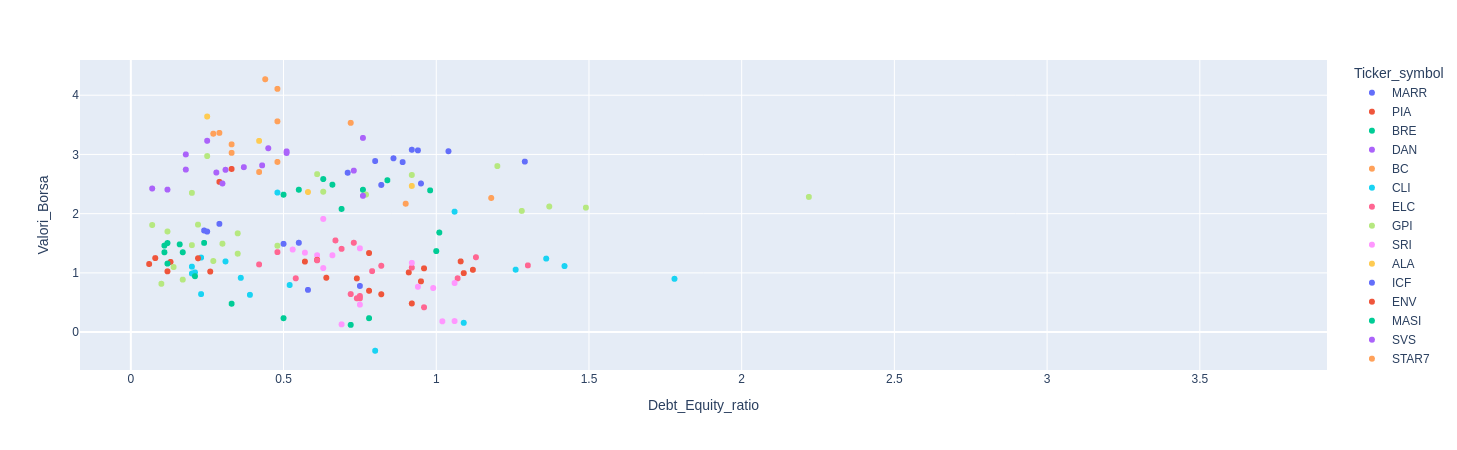 4
3
2
1
0
Valori_Borsa
0
0.5
1
1.5
2
2.5
3
3.5
Debt_Equity_ratio
Ticker_symbol
MARR
PIA
BRE
DAN
BC
CLI
ELC
GPI
SRI
ALA
ICF
ENV
MASI
SVS
STAR7